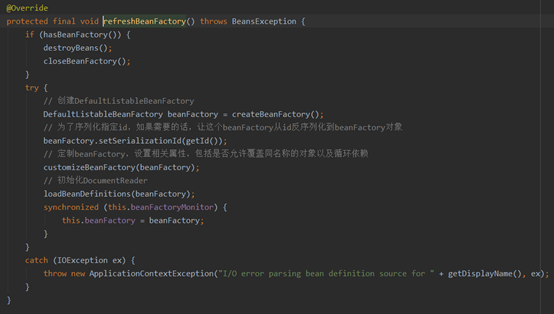 @Override
protected final void refreshBeanFactory() throws BeansException {
if (hasBeanFactory()) {
destroyBeans();
closeBeanFactory();
}
try {
// 创建DefaultListableBeanFactory
DefaultListableBeanFactory beanFactory = createBeanFactory();
// 为了序列化指定id，如果需要的话，让这个beanFactory从id反序列化到beanFactory对象
beanFactory.setSerializationId(getId());
// 定制beanFactory，设置相关属性，包括是否允许覆盖同名称的对象以及循环依赖
customizeBeanFactory(beanFactory);
// 初始化DocumentReader
loadBeanDefinitions(beanFactory);
synchronized (this.beanFactoryMonitor) {
this.beanFactory = beanFactory;
}
}
catch (IOException ex) {
throw new ApplicationContextException("I/O error parsing bean definition source for " + getDisplayName(), ex);
}
}